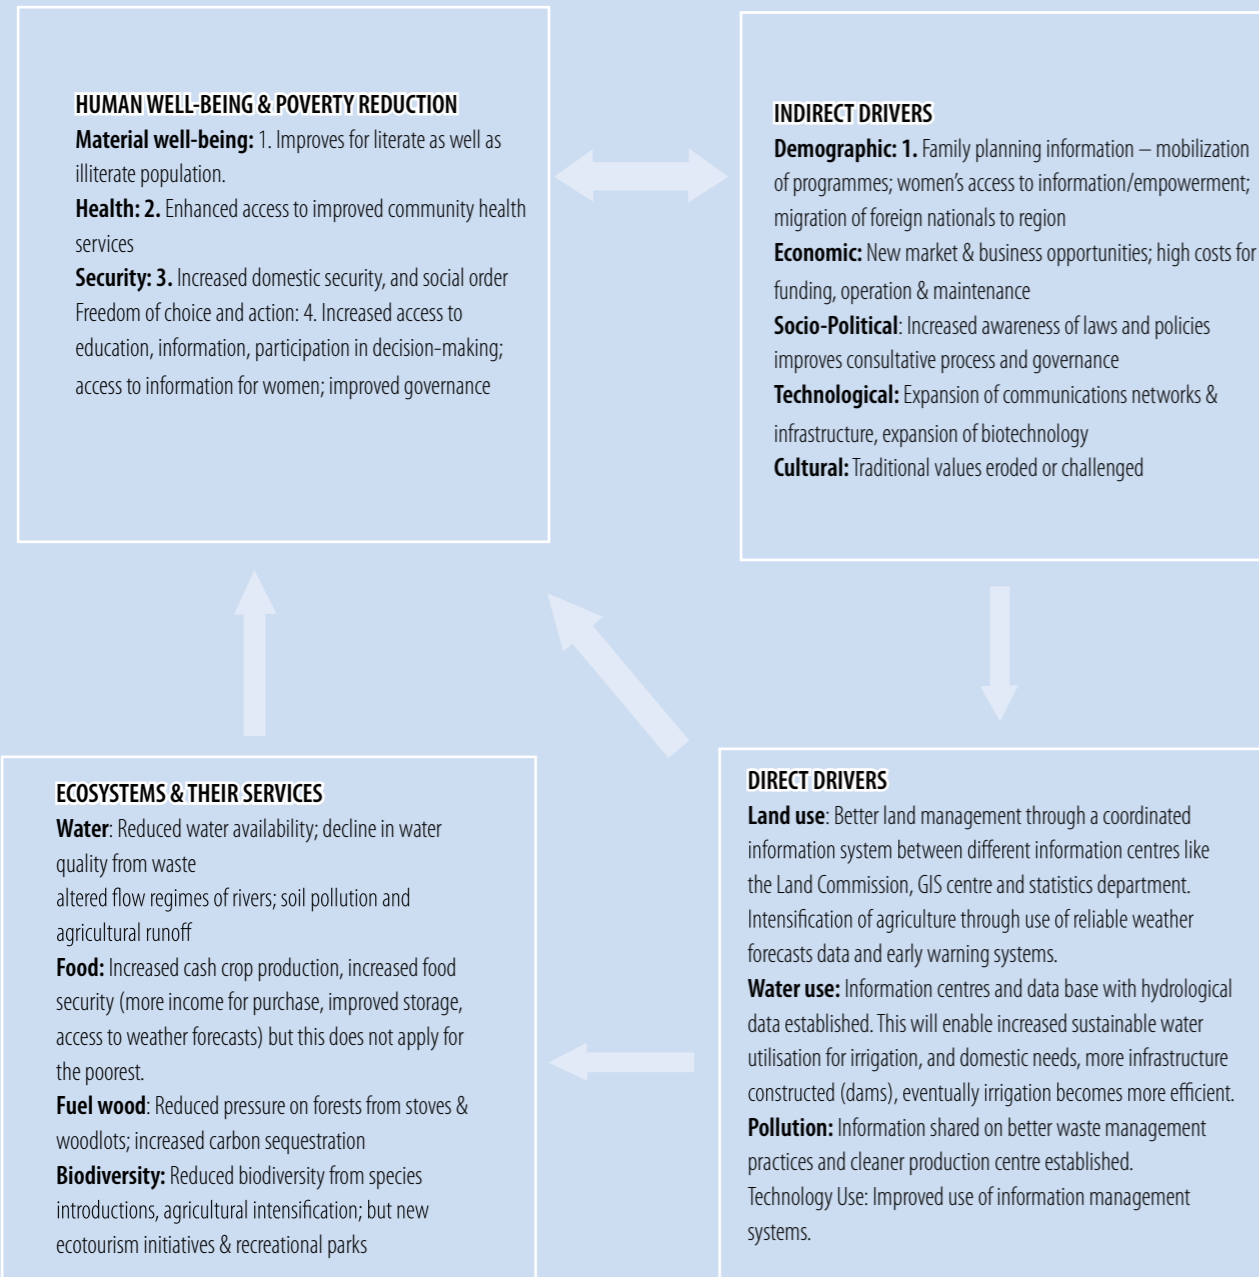 HUMAN WELL-BEING & POVERTY REDUCTION
Material well-being: 1. Improves for literate as well as
illiterate population.
Health: 2. Enhanced access to improved community health
services
Security: 3. Increased domestic security, and social order
Freedom of choice and action: 4. Increased access to
education, information, participation in decision-making;
access to information for women; improved governance
INDIRECT DRIVERS
Demographic: 1. Family planning information – mobilization
of programmes; women's access to information/empowerment;
migration of foreign nationals to region
Economic: New market & business opportunities; high costs for
funding, operation & maintenance
Socio-Political: Increased awareness of laws and policies
improves consultative process and governance
Technological: Expansion of communications networks &
infrastructure, expansion of biotechnology
Cultural: Traditional values eroded or challenged
ECOSYSTEMS & THEIR SERVICES
Water: Reduced water availability; decline in water
quality from waste
altered flow regimes of rivers; soil pollution and
agricultural runoff
Food: Increased cash crop production, increased food
security (more income for purchase, improved storage,
access to weather forecasts) but this does not apply for
the poorest.
Fuel wood: Reduced pressure on forests from stoves &
woodlots; increased carbon sequestration
Biodiversity: Reduced biodiversity from species
introductions, agricultural intensification; but new
ecotourism initiatives & recreational parks
DIRECT DRIVERS
Land use: Better land management through a coordinated
information system between different information centres like
the Land Commission, GIS centre and statistics department.
Intensification of agriculture through use of reliable weather
forecasts data and early warning systems.
Water use: Information centres and data base with hydrological
data established. This will enable increased sustainable water
utilisation for irrigation, and domestic needs, more infrastructure
constructed (dams), eventually irrigation becomes more efficient.
Pollution: Information shared on better waste management
practices and cleaner production centre established.
Technology Use: Improved use of information management
systems.